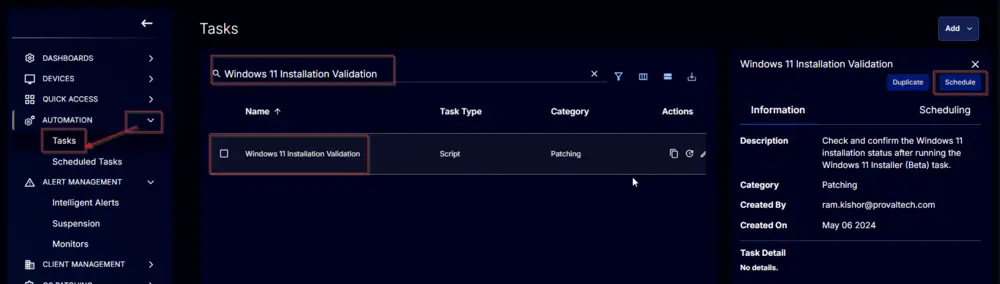 Tasks
Add
DASHBOARDS
DEVICES
QUICK ACCESS
AUTOMATION
Tasks
Scheduled Tasks
ALERT MANAGEMENT
Intelligent Alerts
Suspension
Monitors
CLIENT MANAGEMENT
OS PATCHING
Windows 11 Installation Validation
Name Task Type Category Actions
Windows 11 Installation Validation Script Patching
Windows 11 Installation Validation
Duplicate Schedule
Information Scheduling
Description Check and confirm the Windows 11
installation status after running the
Windows 11 Installer (Beta) task.
Category Patching
Created By ram.kishor@provaltech.com
Created On May 06 2024
Task Detail
No details.